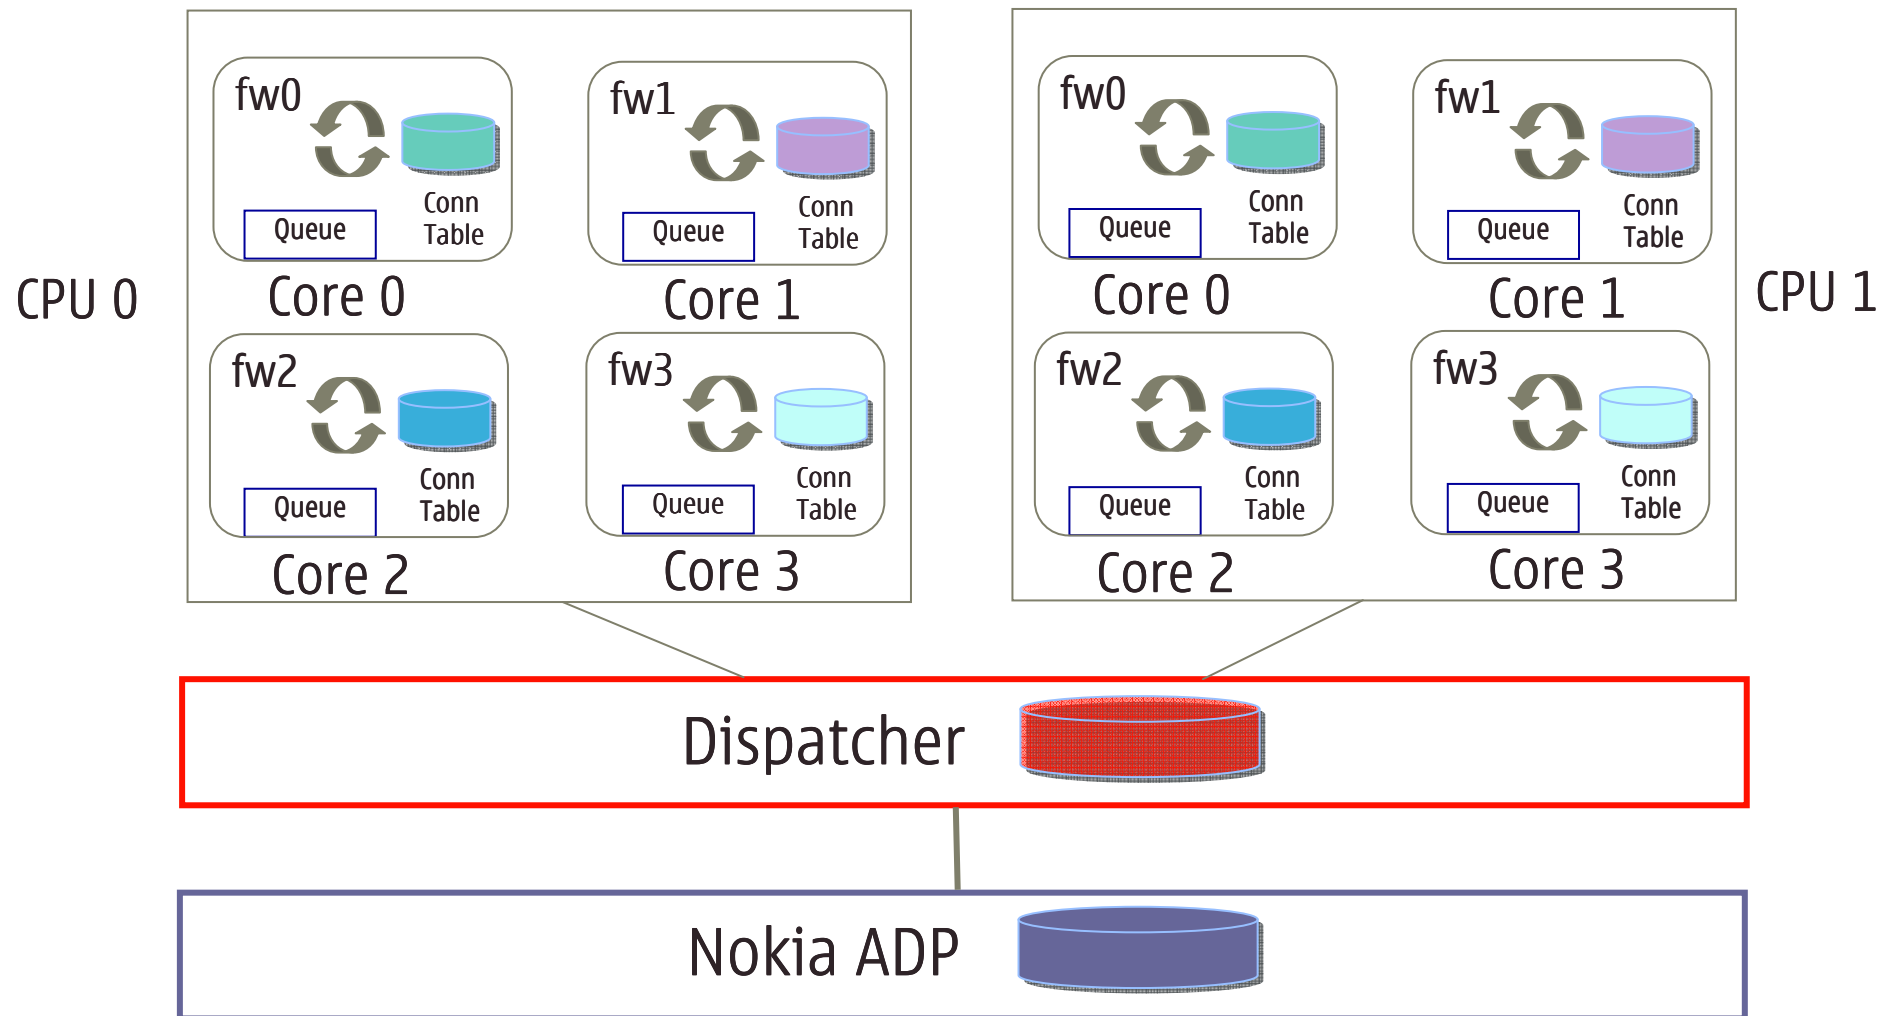 CPU 0
fw0
Conn
Table
Queue
Core 0
fw1
Conn
Table
Queue
Core 1
fw2
Conn
Table
Queue
Core 2
fw3
Conn
Table
Queue
Core 3
fw0
Conn
Table
Queue
Core 0
fw1
Conn
Table
Queue
Core 1
fw2
Conn
Table
Queue
Core 2
fw3
Conn
Table
Queue
Core 3
CPU 1
Dispatcher
Nokia ADP